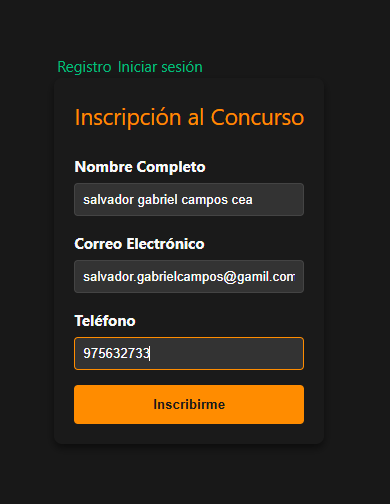 Registro Iniciar sesión
Inscripción al Concurso
Nombre Completo
salvador gabriel campos cea
Correo Electrónico
salvador.gabrielcampos@gamil.com
Teléfono
975632733
Inscribirme